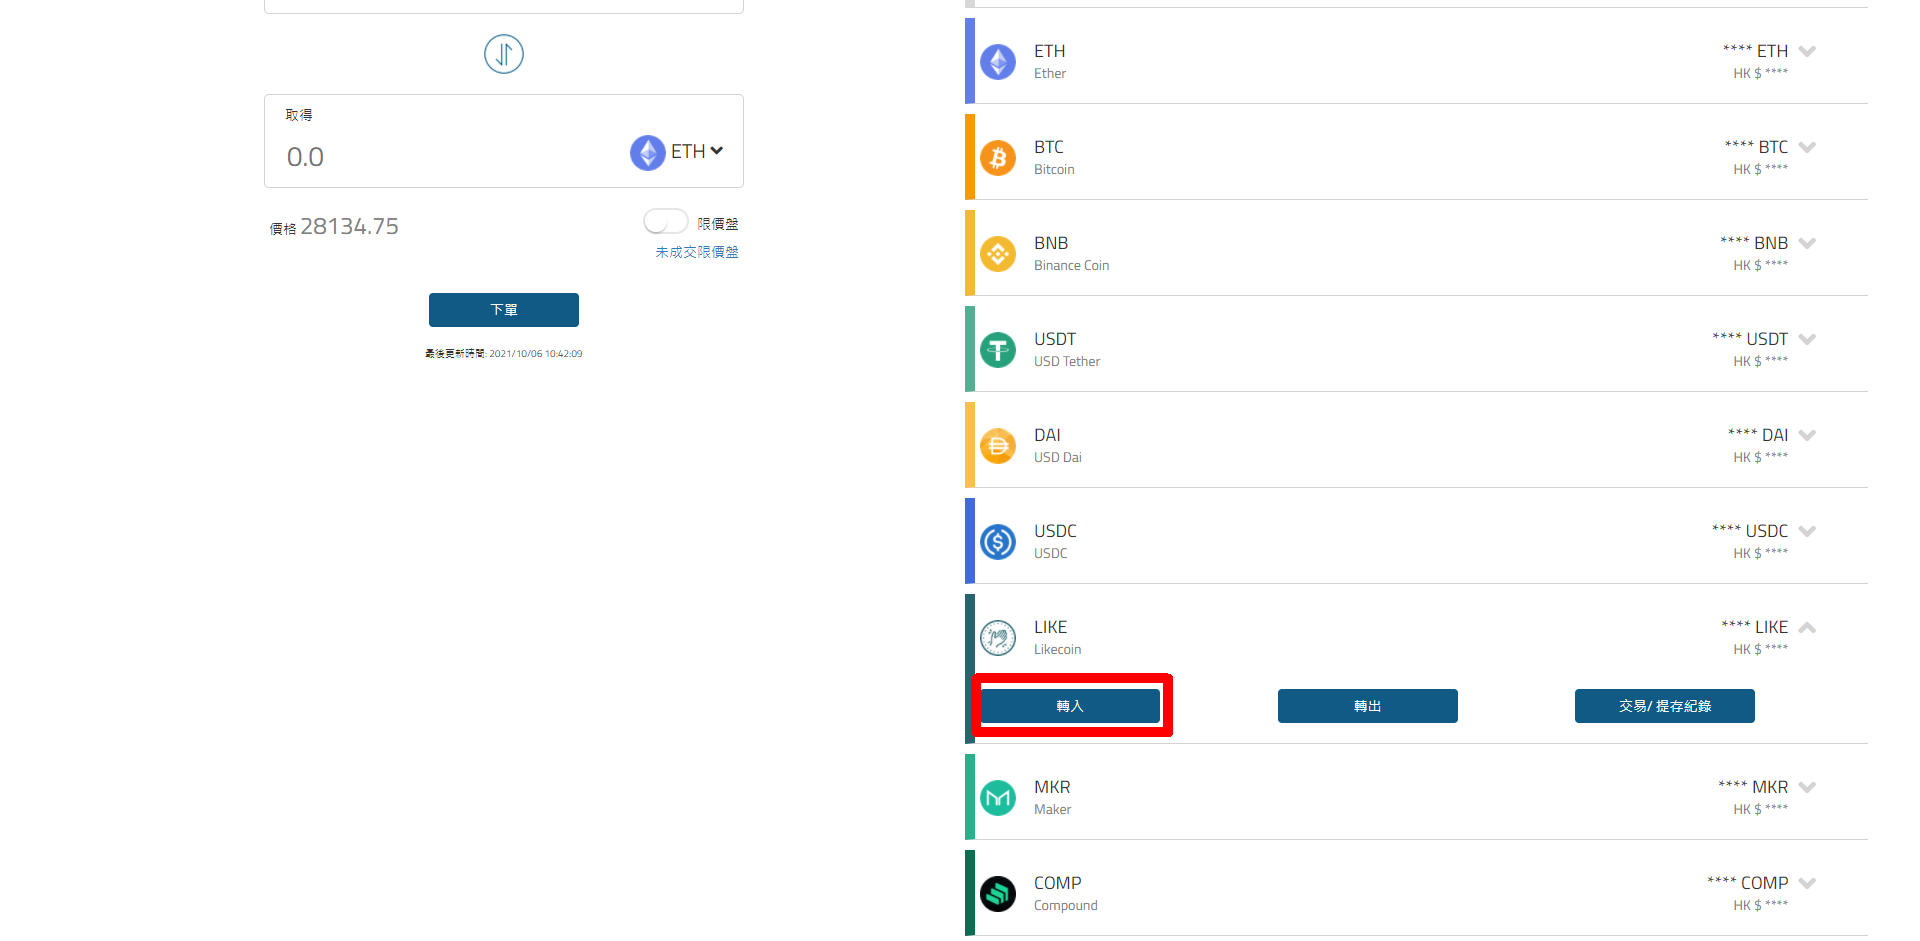 取得
0.0
ETH
價格 28134.75
限價盤
未成交限價盤
下單
最後更新時間: 2021/10/06 10:42:09
ETH
Ether
**** ETH
HK $ ****
BTC
Bitcoin
**** BTC
HK $ ****
BNB
Binance Coin
**** BNB
HK $ ****
USDT
USD Tether
**** USDT
HK $ ****
DAI
USD Dai
**** DAI
HK $ ****
USDC
USDC
**** USDC
HK $ ****
LIKE
Likecoin
**** LIKE
HK $ ****
轉入
轉出
交易/ 提存紀錄
MKR
Maker
**** MKR
HK $ ****
COMP
Compound
**** COMP
HK $ ****